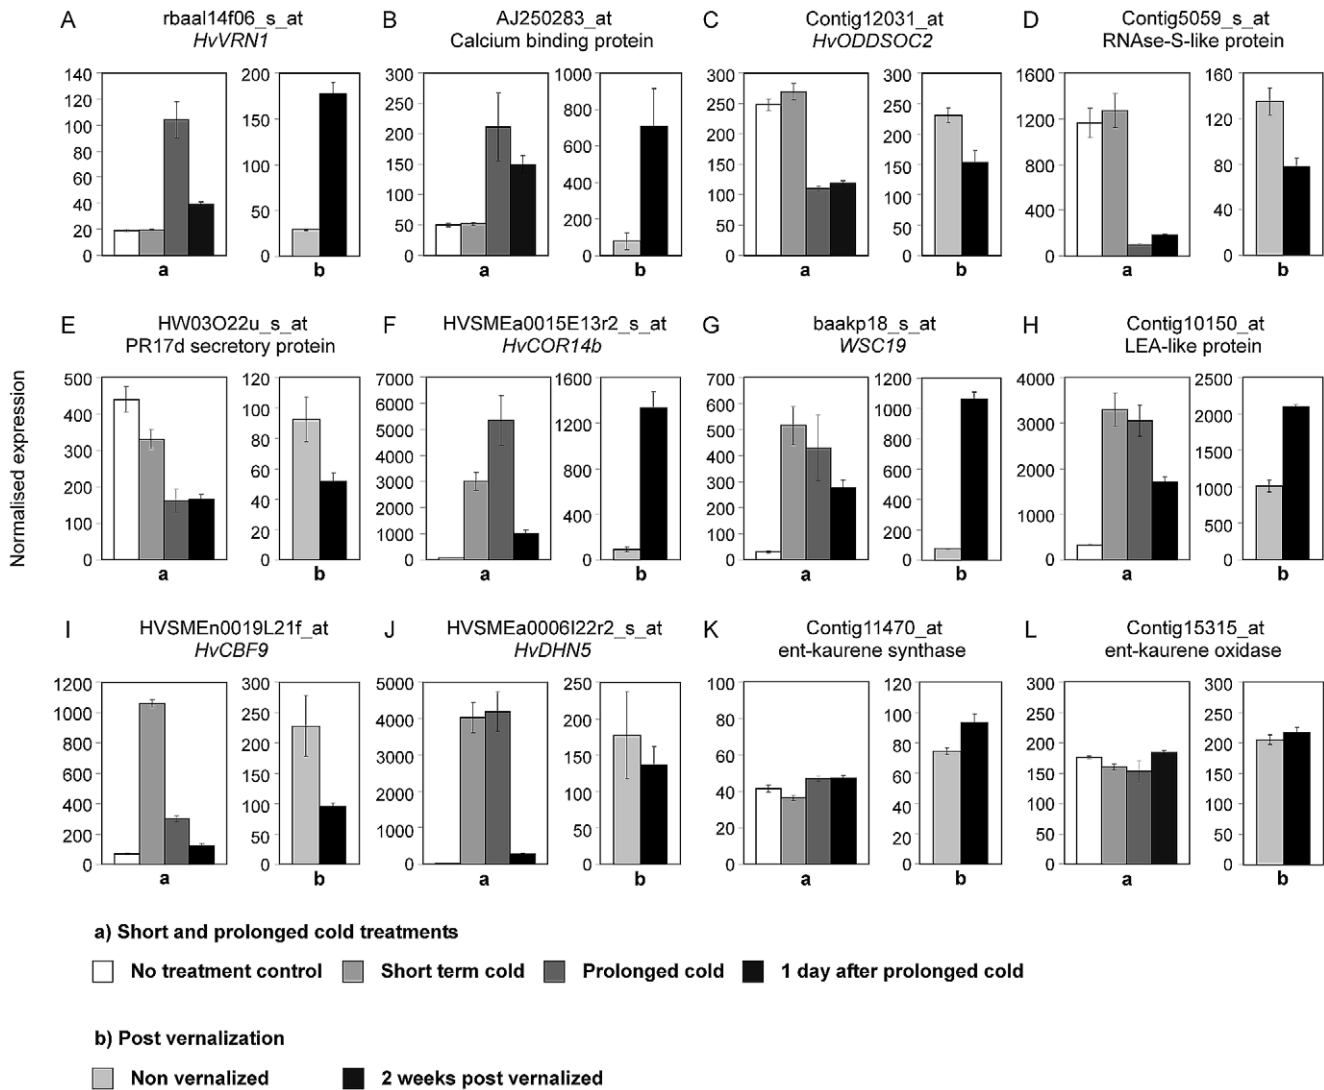 A rbaal14f06_s_at
HvVRN1
B AJ250283_at
Calcium binding protein
C Contig12031_at
HvODDSOC2
D Contig5059_s_at
RNAse-S-like protein
140
120
100
80
60
40
20
0
a
200
150
100
50
0
b
300
250
200
150
100
50
0
a
1000
800
600
400
200
0
b
300
250
200
150
100
50
0
a
300
250
200
150
100
50
0
b
1600
1200
800
400
0
a
160
120
80
40
0
b
Normalised expression
E HW03O22u_s_at
PR17d secretory protein
F HVSMEa0015E13r2_s_at
HvCOR14b
G baakp18_s_at
WSC19
H Contig10150_at
LEA-like protein
500
400
300
200
100
0
a
120
100
80
60
40
20
0
b
7000
6000
5000
4000
3000
2000
1000
0
a
1600
1200
800
400
0
b
700
600
500
400
300
200
100
0
a
1200
1000
800
600
400
200
0
b
4000
3000
2000
1000
0
a
2500
2000
1500
1000
500
0
b
I HVSMEn0019L21f_at
HvCBF9
J HVSMEa0006I22r2_s_at
HvDHN5
K Contig11470_at
ent-kaurene synthase
L Contig15315_at
ent-kaurene oxidase
1200
1000
800
600
400
200
0
a
300
250
200
150
100
50
0
b
5000
4000
3000
2000
1000
0
a
250
200
150
100
50
0
b
100
80
60
40
20
0
a
120
100
80
60
40
20
0
b
300
250
200
150
100
50
0
a
300
250
200
150
100
50
0
b
a) Short and prolonged cold treatments
No treatment control Short term cold Prolonged cold 1 day after prolonged cold
b) Post vernalization
Non vernalized 2 weeks post vernalized